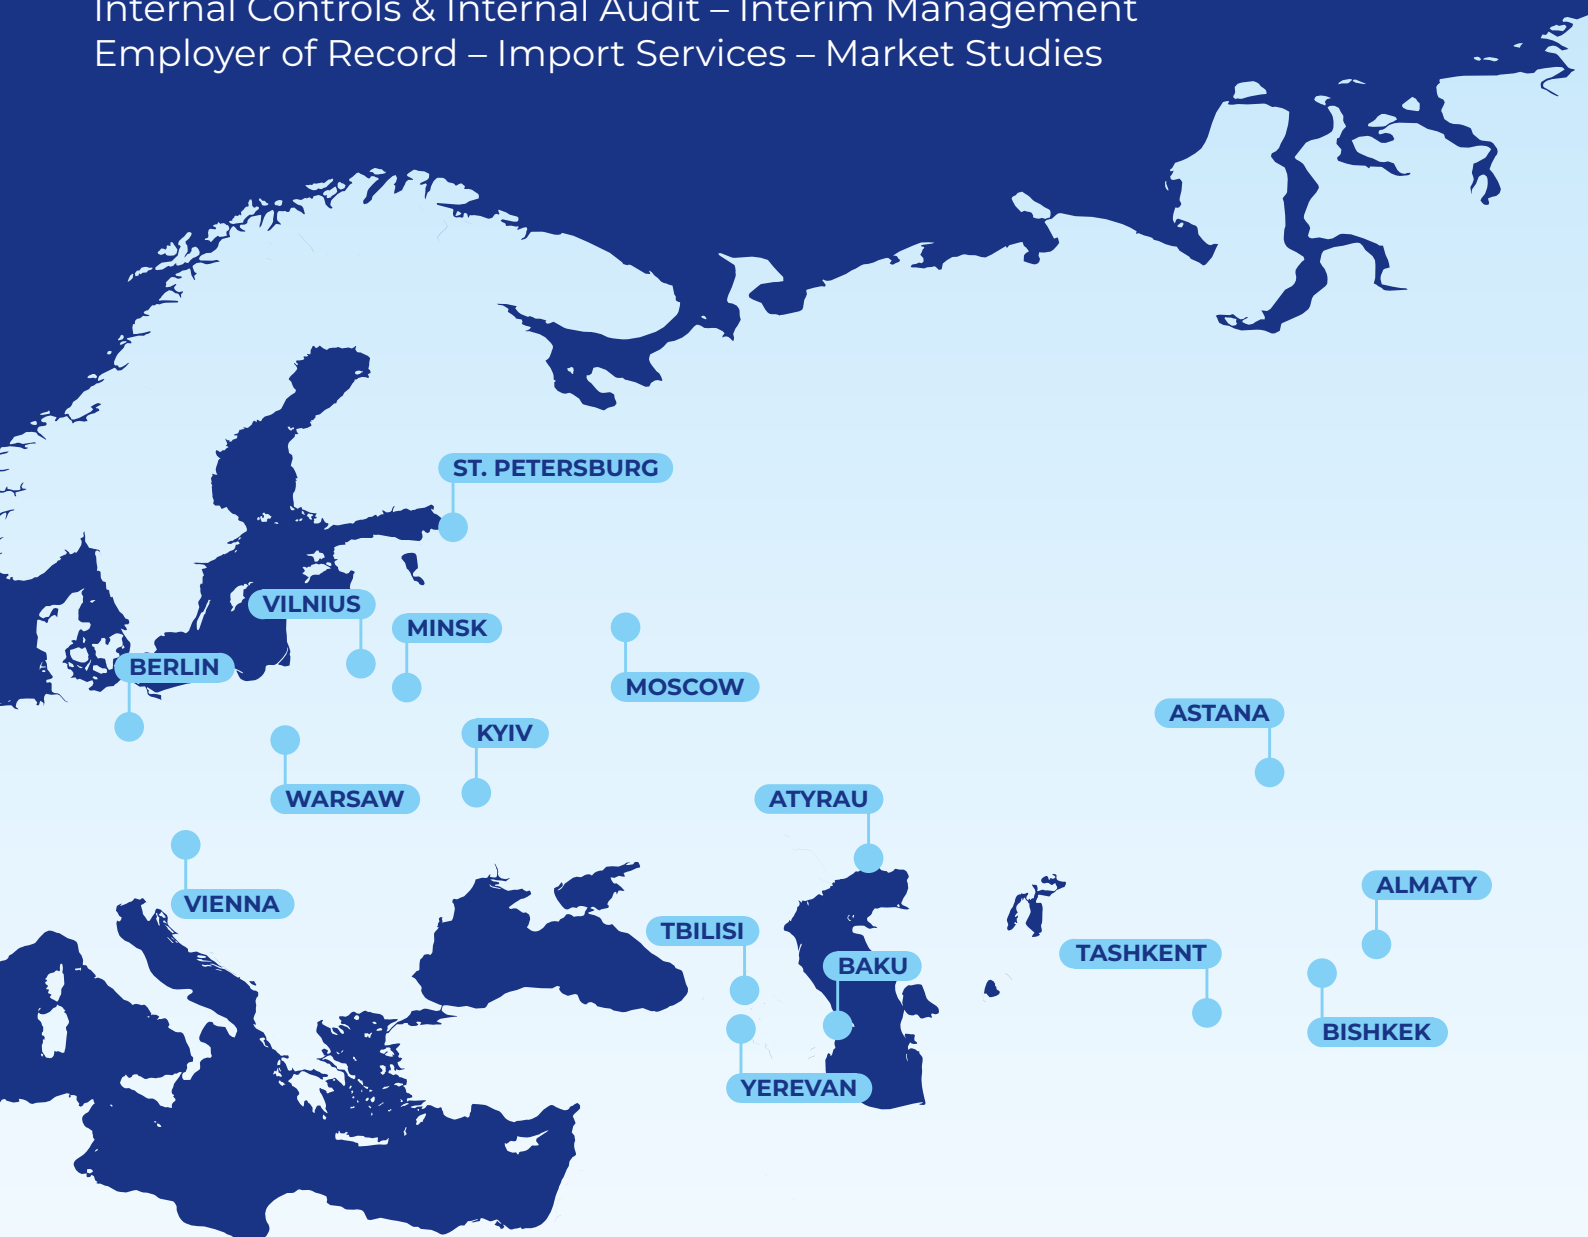 Internal Controls & Internal Audit – Interim Management
Employer of Record – Import Services – Market Studies
ST. PETERSBURG
VILNIUS
MINSK
BERLIN
MOSCOW
ASTANA
KYIV
WARSAW
ATYRAU
ALMATY
VIENNA
TBILISI
TASHKENT
BAKU
BISHKEK
YEREVAN